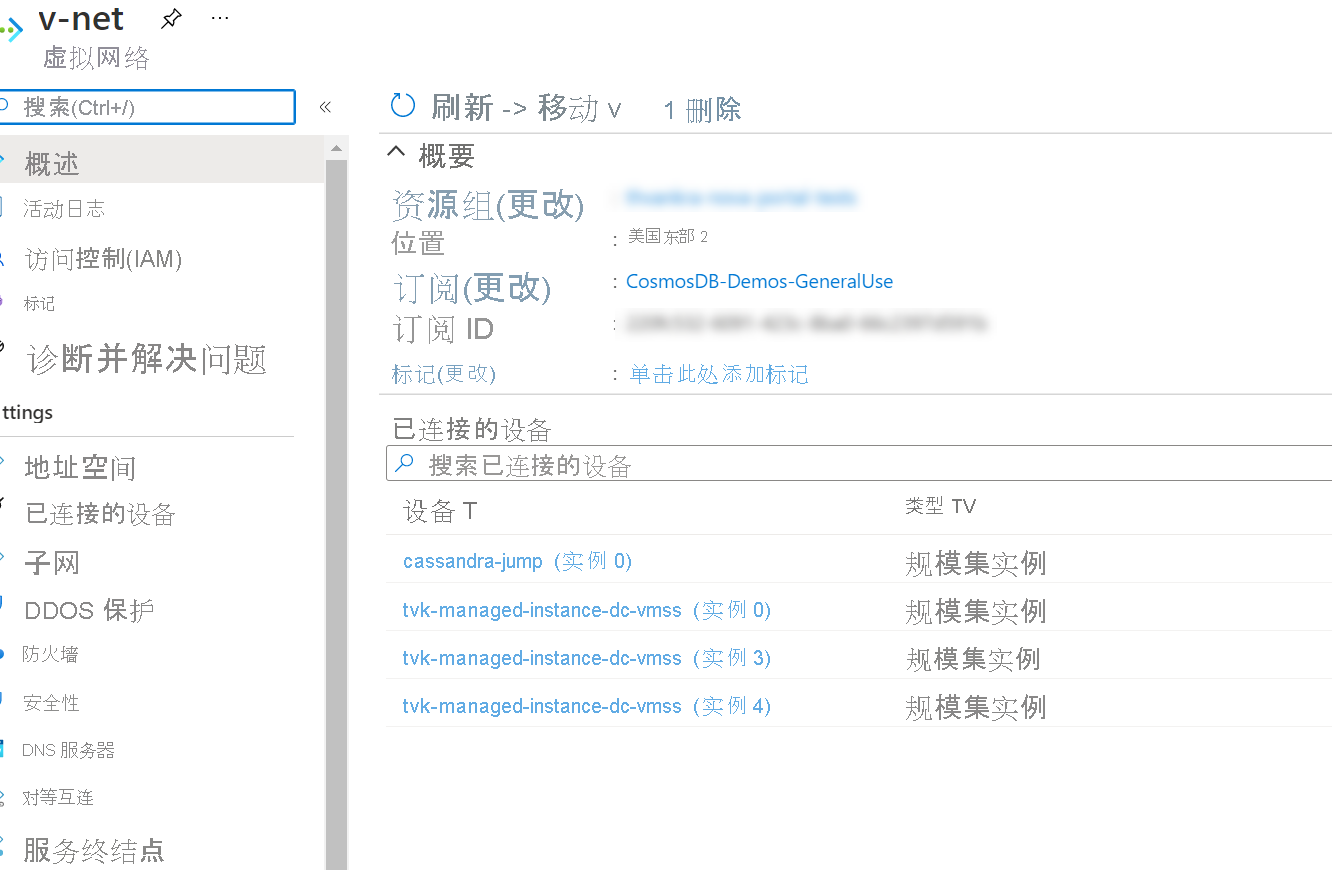 v-net
虚拟网络
搜索(Ctrl+/)
概述
活动日志
访问控制(IAM)
标记
诊断并解决问题
ttings
地址空间
已连接的设备
子网
DDOS 保护
防火墙
安全性
DNS 服务器
对等互连
服务终结点
刷新 -> 移动 v 1 删除
概要
资源组(更改) :
位置 : 美国东部 2
订阅(更改) : CosmosDB-Demos-GeneralUse
订阅 ID :
标记(更改) : 单击此处添加标记
已连接的设备
搜索已连接的设备
设备 T 类型 TV
cassandra-jump (实例 0) 规模集实例
tvk-managed-instance-dc-vmss (实例 0) 规模集实例
tvk-managed-instance-dc-vmss (实例 3) 规模集实例
tvk-managed-instance-dc-vmss (实例 4) 规模集实例